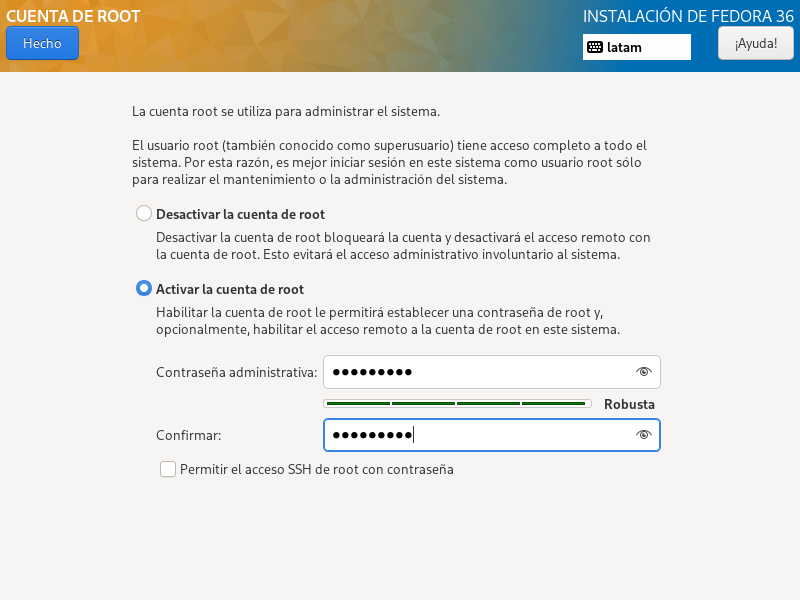 CUENTA DE ROOT
INSTALACIÓN DE FEDORA 36
Hecho
latam
¡Ayuda!
La cuenta root se utiliza para administrar el sistema.
El usuario root (también conocido como superusuario) tiene acceso completo a todo el
sistema. Por esta razón, es mejor iniciar sesión en este sistema como usuario root sólo
para realizar el mantenimiento o la administración del sistema.
Desactivar la cuenta de root
Desactivar la cuenta de root bloqueará la cuenta y desactivará el acceso remoto con
la cuenta de root. Esto evitará el acceso administrativo involuntario al sistema.
Activar la cuenta de root
Habilitar la cuenta de root le permitirá establecer una contraseña de root y,
opcionalmente, habilitar el acceso remoto a la cuenta de root en este sistema.
Contraseña administrativa: ●●●●●●●●●
Robusta
Confirmar: ●●●●●●●●●
Permitir el acceso SSH de root con contraseña